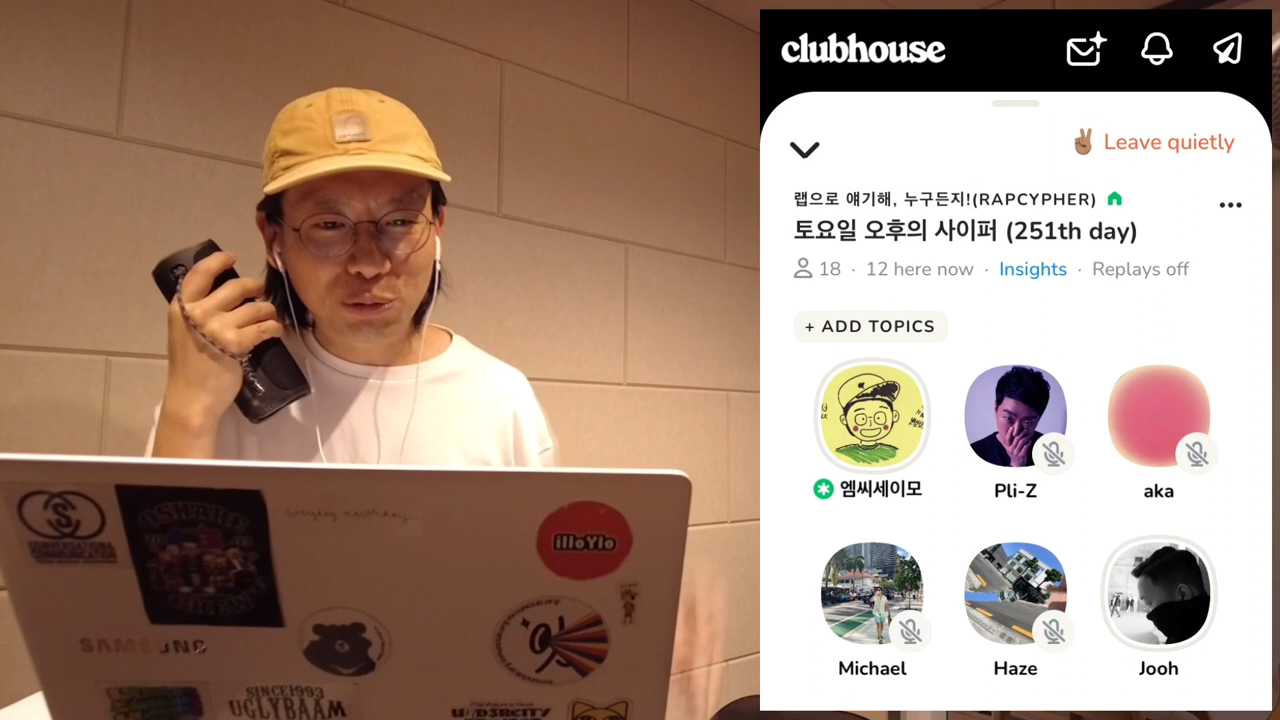 clubhouse
Leave quietly
랩으로 얘기해, 누구든지!(RAPCYPHER)
토요일 오후의 사이퍼 (251th day)
18 · 12 here now · Insights · Replays off
+ ADD TOPICS
엠씨세이모
Pli-Z
aka
Michael
Haze
Jooh
illoYlo
SAMSUNG
SINCE1993
UGLYBAAM